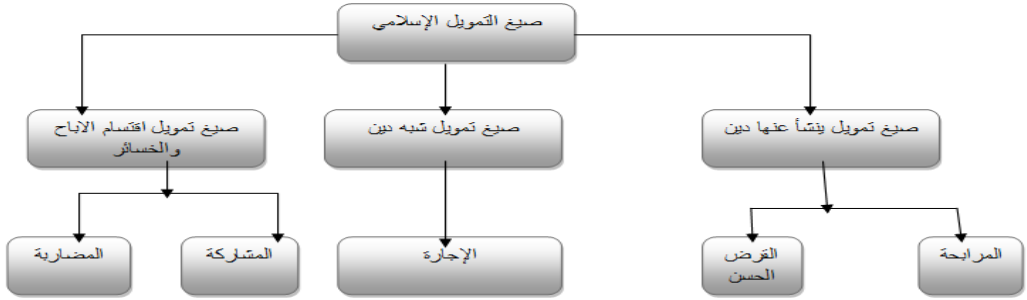 صيغ التمويل الإسلامي
صيغ تمويل ينشأ عنها دين
صيغ تمويل شبه دين
صيغ تمويل اقتسام الاباح
والخسائر
المرابحة
القرض
الحسن
الإجارة
المشاركة
المضاربة